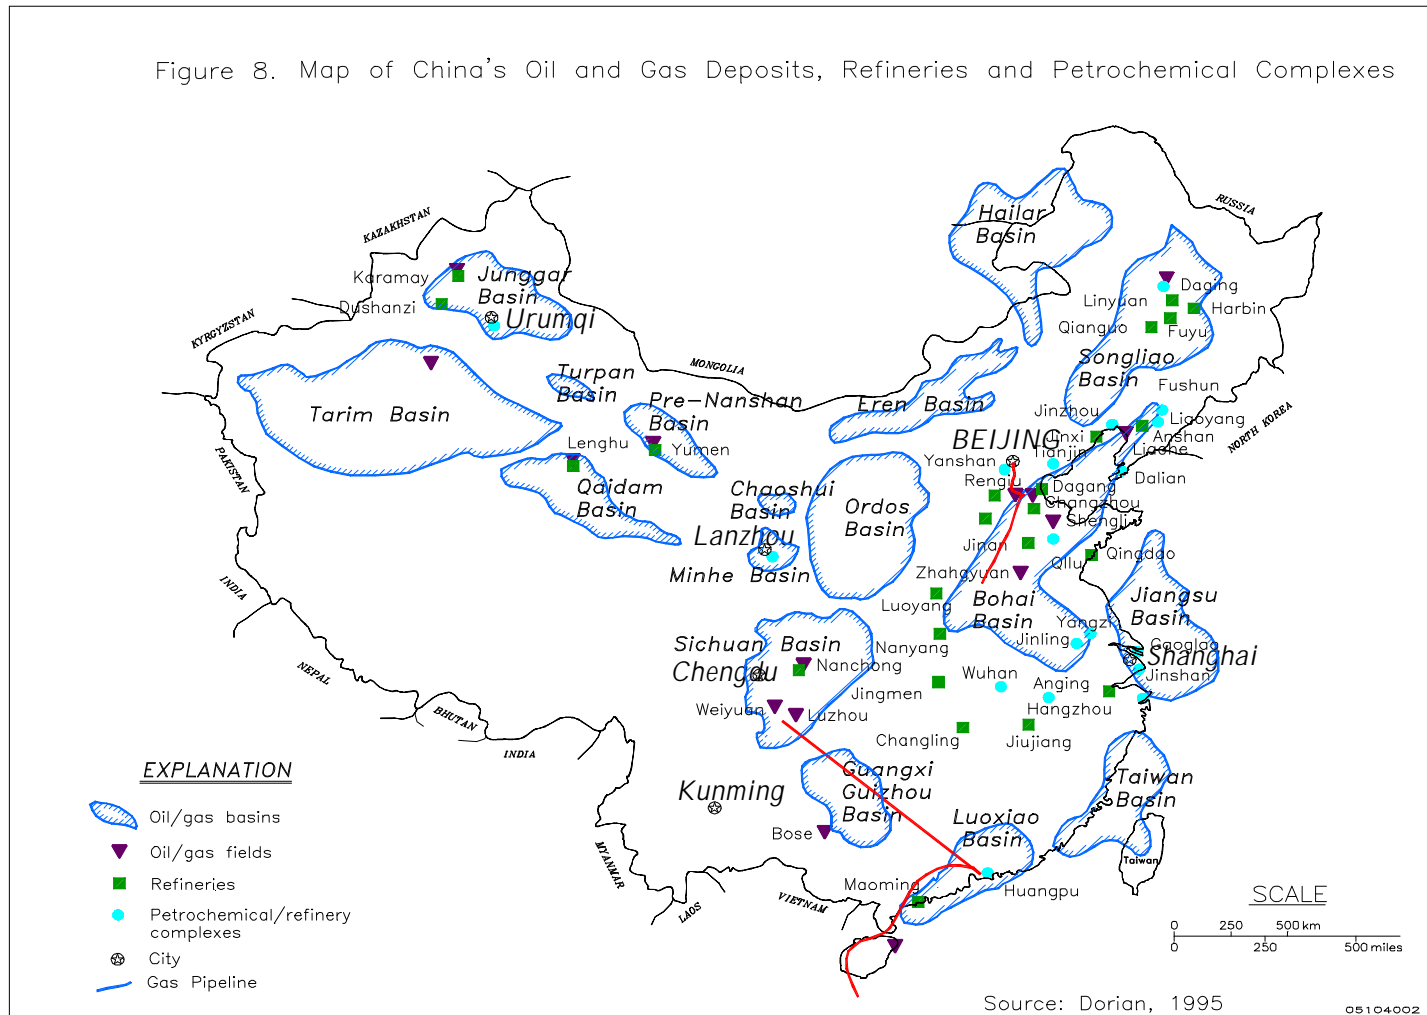 Figure 8. Map of China's Oil and Gas Deposits, Refineries and Petrochemical Complexes
RUSSIA
KAZAKHSTAN
KYRGYZSTAN
MONGOLIA
NORTH KOREA
PAKISTAN
INDIA
NEPAL
BHUTAN
INDIA
MYANMAR
LAOS
VIETNAM
Hailar
Basin
Karamay
Junggar
Basin
Dushanzi
Urumqi
Daqing
Linyuan
Harbin
Qianguo
Fuyu
Songliao
Basin
Turpan
Basin
Tarim Basin
Pre-Nanshan
Basin
Eren Basin
Fushun
Jinzhou
Liaoyang
Lenghu
Yumen
BEIJING
Jinxi
Anshan
Tianjin
Liaohe
Yanshan
Dalian
Renqiu
Dagang
Changzhou
Shengli
Qaidam
Basin
Chaoshui
Basin
Ordos
Basin
Lanzhou
Minhe Basin
Jinan
Qllu
Qingdao
Zhahgyuan
Luoyang
Bohai
Basin
Jiangsu
Basin
Yangzi
Jinling
Gaoglao
Shanghai
Jinshan
Sichuan Basin
Chengdu
Nanchong
Nanyang
Jingmen
Wuhan
Anging
Hangzhou
Weiyuan
Luzhou
Changling
Jiujiang
Kunming
Guangxi
Guizhou
Basin
Bose
Luoxiao
Basin
Taiwan
Basin
Taiwan
Maoming
Huangpu
EXPLANATION
Oil/gas basins
Oil/gas fields
Refineries
Petrochemical/refinery
complexes
City
Gas Pipeline
SCALE
0 250 500 km
0 250 500 miles
Source: Dorian, 1995
05104002